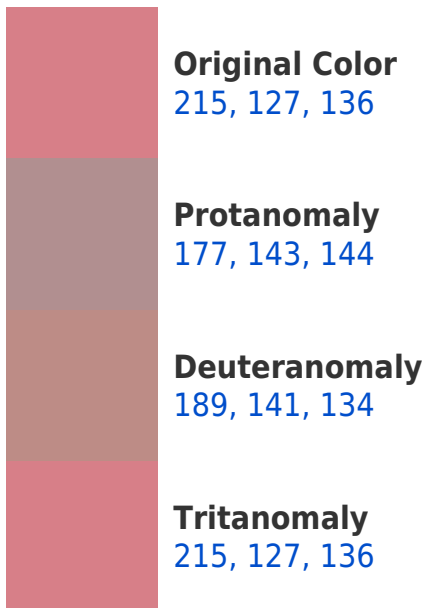 Original Color
215, 127, 136
Protanomaly
177, 143, 144
Deuteranomaly
189, 141, 134
Tritanomaly
215, 127, 136